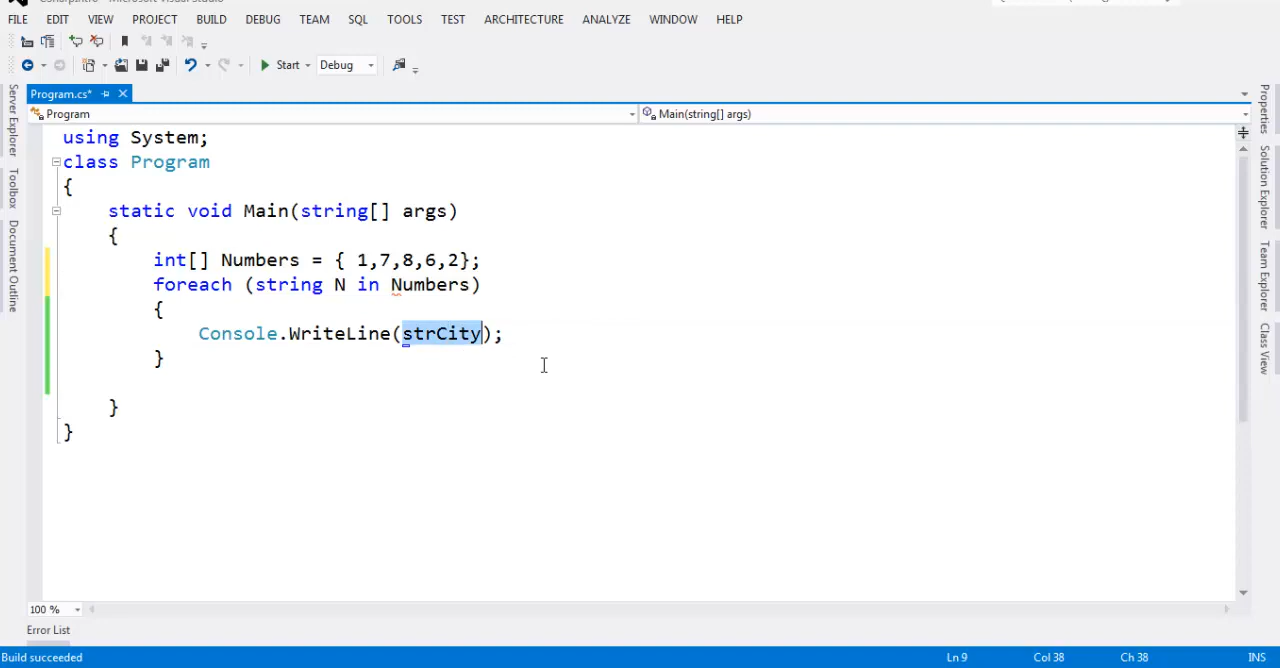 FILE EDIT VIEW PROJECT BUILD DEBUG TEAM SQL TOOLS TEST ARCHITECTURE ANALYZE WINDOW HELP
Start Debug
Program.cs*
Program Main(string[] args)
using System;
class Program
{
static void Main(string[] args)
{
int[] Numbers = { 1,7,8,6,2};
foreach (string N in Numbers)
{
Console.WriteLine(strCity);
}
}
}
100 %
Error List
Build succeeded Ln 9 Col 38 Ch 38 INS
Server Explorer
Toolbox
Document Outline
Properties
Solution Explorer
Team Explorer
Class View